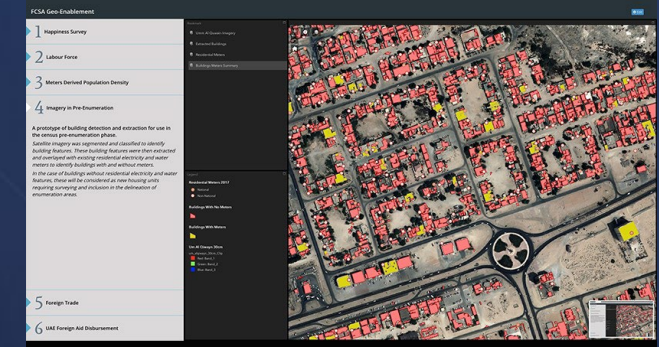 FCSA Geo-Enablement
1 Happiness Survey
2 Labour Force
3 Meters Derived Population Density
4 Imagery in Pre-Enumeration
A prototype of building detection and extraction for use in
the census pre-enumeration phase.
Satellite imagery was segmented and classified to identify
building features. These building features were then extracted
and overlayed with existing residential electricity and water
meters to identify buildings with and without meters.
In the case of buildings without residential electricity and water
features, these will be considered as new housing units
requiring surveying and inclusion in the delineation of
enumeration areas.
5 Foreign Trade
6 UAE Foreign Aid Disbursement
Extracted Buildings
Residential Meters
Buildings Meters Summary
Residential Meters 2017
National
Buildings With No Meters
Buildings With Meters